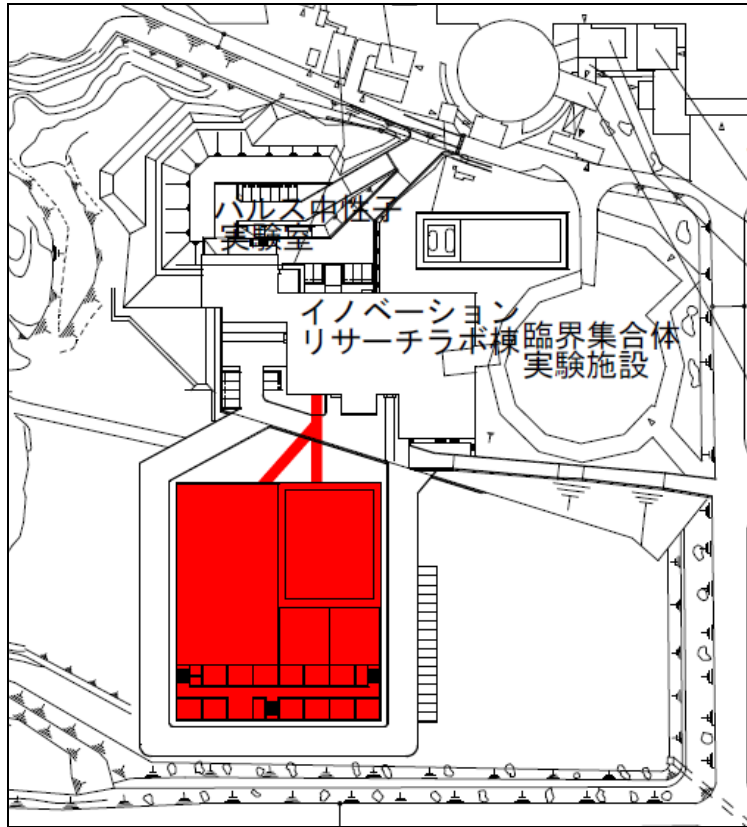 パルス中性子
実験室
イノベーション
リサーチラボ棟
臨界集合体
実験施設